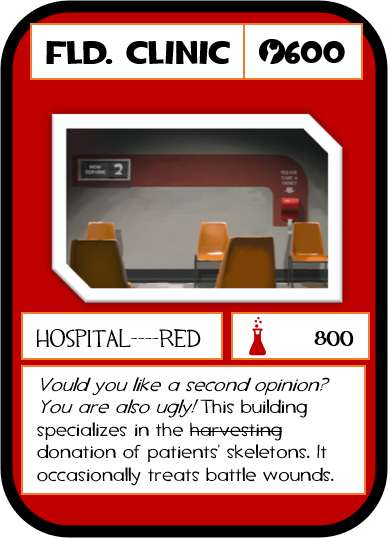 FLD. CLINIC
600
NOW SERVING 2
PLEASE TAKE A TICKET
HOSPITAL----RED
800
Vould you like a second opinion?
You are also ugly! This building
specializes in the harvesting
donation of patients' skeletons. It
occasionally treats battle wounds.